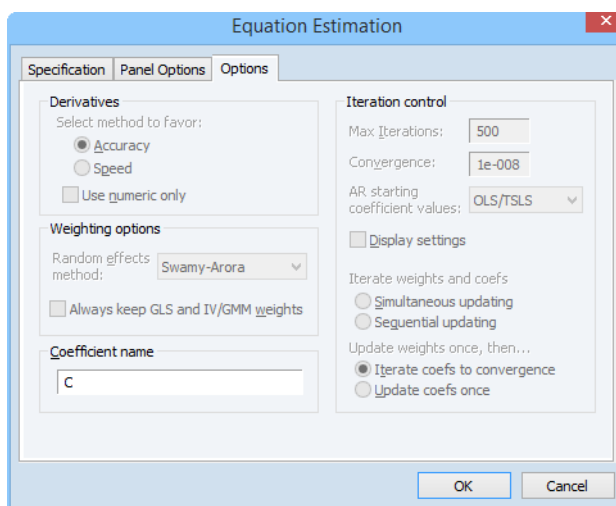 Equation Estimation
Specification
Panel Options
Options
Derivatives
Select method to favor:
Accuracy
Speed
Use numeric only
Weighting options
Random effects
method:
Swamy-Arora
Always keep GLS and IV/GMM weights
Coefficient name
C
Iteration control
Max Iterations:
500
Convergence:
1e-008
AR starting
coefficient values:
OLS/TSLS
Display settings
Iterate weights and coefs
Simultaneous updating
Sequential updating
Update weights once, then...
Iterate coefs to convergence
Update coefs once
OK
Cancel